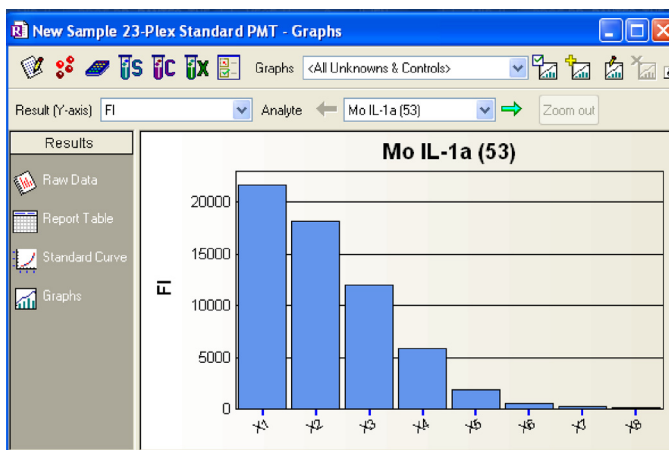 New Sample 23-Plex Standard PMT - Graphs
S C X Graphs <All Unknowns & Controls>
Result (Y-axis) FI Analyte Mo IL-1a (53) Zoom out
Results
Raw Data
Report Table
Standard Curve
Graphs
Mo IL-1a (53)
FI
20000
15000
10000
5000
0
X1 X2 X3 X4 X5 X6 X7 X8